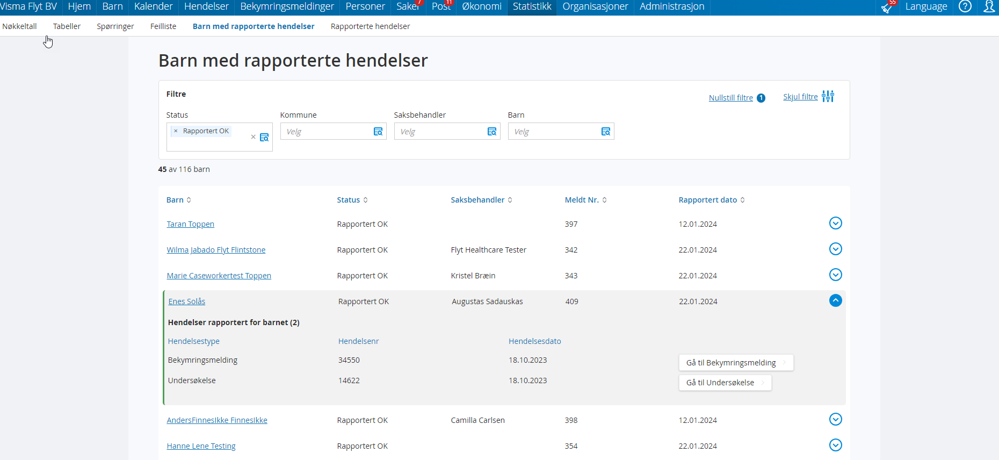 Visma Flyt BV Hjem Barn Kalender Hendelser Bekymringsmeldinger Personer Saker 7 Post 11 Økonomi Statistikk Organisasjoner Administrasjon 55 Language ?
Nøkkeltall Tabeller Spørringer Feilliste Barn med rapporterte hendelser Rapporterte hendelser
Barn med rapporterte hendelser
Filtre Nullstill filtre 1 Skjul filtre
Status Kommune Saksbehandler Barn
× Rapportert OK × Velg Velg Velg
45 av 116 barn
Barn Status Saksbehandler Meldt Nr. Rapportert dato
Taran Toppen Rapportert OK 397 12.01.2024
Wilma Jabado Flyt Flintstone Rapportert OK Flyt Healthcare Tester 342 22.01.2024
Marie Caseworkertest Toppen Rapportert OK Kristel Bræin 343 22.01.2024
Enes Solås Rapportert OK Augustas Sadauskas 409 22.01.2024
Hendelser rapportert for barnet (2)
Hendelsestype Hendelsenr Hendelsesdato
Bekymringsmelding 34550 18.10.2023 Gå til Bekymringsmelding
Undersøkelse 14622 18.10.2023 Gå til Undersøkelse
AndersFinnesIkke FinnesIkke Rapportert OK Camilla Carlsen 398 12.01.2024
Hanne Lene Testing Rapportert OK 354 22.01.2024